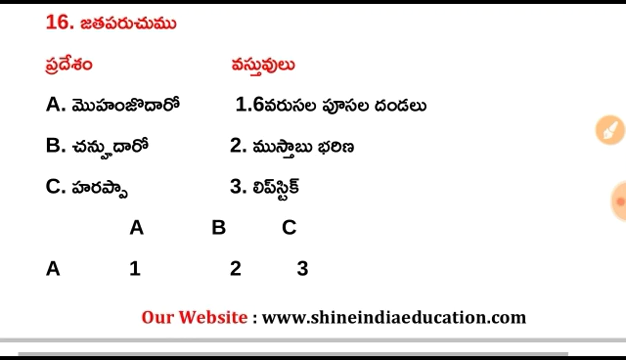 16. జతపరుచుము
ప్రదేశం వస్తువులు
A. మొహంజొదారో 1.6వరుసల పూసల దండలు
B. చన్హుదారో 2. ముస్తాబు భరిణ
C. హరప్పా 3. లిప్‌స్టిక్
A B C
A 1 2 3
Our Website : www.shineindiaeducation.com